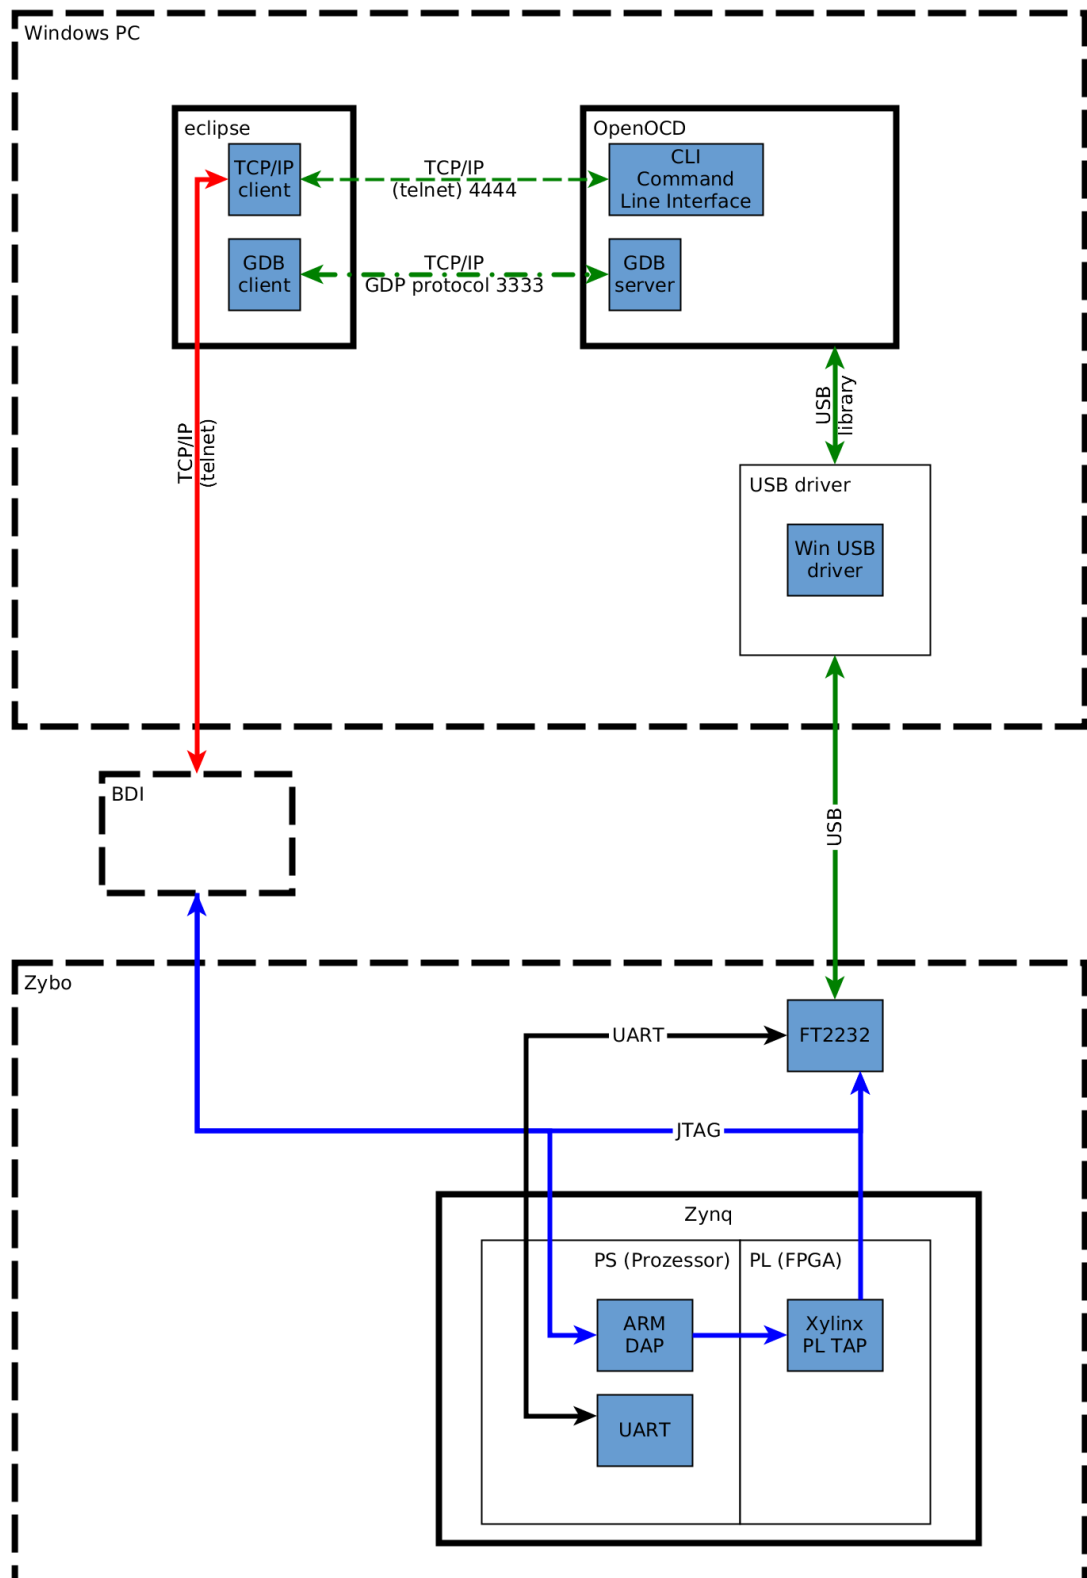 Windows PC
eclipse
OpenOCD
TCP/IP
client
TCP/IP
(telnet) 4444
CLI
Command
Line Interface
GDB
client
TCP/IP
GDP protocol 3333
GDB
server
USB
library
TCP/IP
(telnet)
USB driver
Win USB
driver
BDI
USB
Zybo
UART
FT2232
JTAG
Zynq
PS (Prozessor)
PL (FPGA)
ARM
DAP
Xylinx
PL TAP
UART